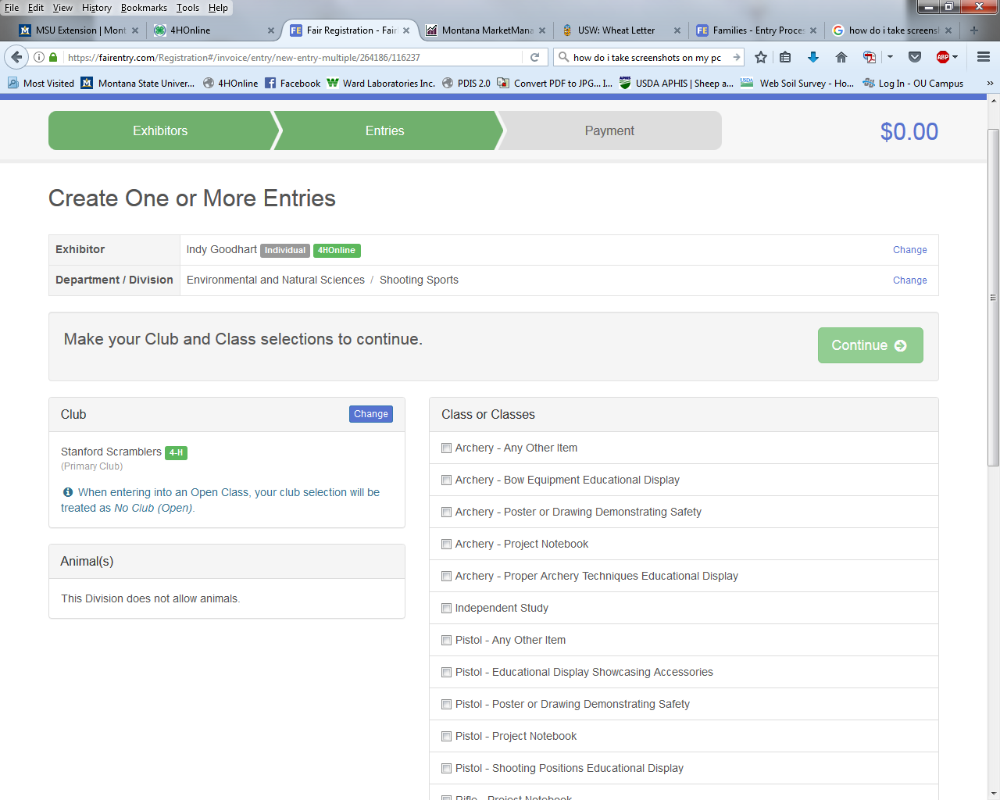 File Edit View History Bookmarks Tools Help
MSU Extension | Mont
4HOnline
Fair Registration - Fair
Montana MarketMana
USW: Wheat Letter
Families - Entry Proces
how do i take screensh
https://fairentry.com/Registration#/invoice/entry/new-entry-multiple/264186/116237
how do i take screenshots on my pc
ABP
Most Visited
Montana State Univer...
4HOnline
Facebook
Ward Laboratories Inc.
PDIS 2.0
Convert PDF to JPG... I...
USDA APHIS | Sheep a...
Web Soil Survey - Ho...
Log In - OU Campus
Exhibitors
Entries
Payment
$0.00
Create One or More Entries
Exhibitor Indy Goodhart Individual 4HOnline Change
Department / Division Environmental and Natural Sciences / Shooting Sports Change
Make your Club and Class selections to continue.
Continue
Club
Change
Stanford Scramblers 4-H
(Primary Club)
When entering into an Open Class, your club selection will be
treated as No Club (Open).
Animal(s)
This Division does not allow animals.
Class or Classes
Archery - Any Other Item
Archery - Bow Equipment Educational Display
Archery - Poster or Drawing Demonstrating Safety
Archery - Project Notebook
Archery - Proper Archery Techniques Educational Display
Independent Study
Pistol - Any Other Item
Pistol - Educational Display Showcasing Accessories
Pistol - Poster or Drawing Demonstrating Safety
Pistol - Project Notebook
Pistol - Shooting Positions Educational Display
Rifle - Project Notebook